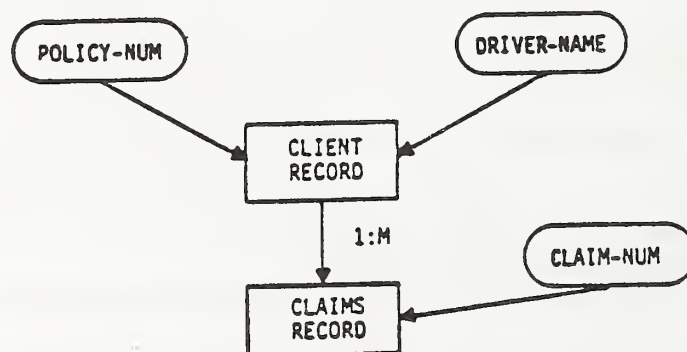 POLICY-NUM
DRIVER-NAME
CLIENT
RECORD
1:M
CLAIM-NUM
CLAIMS
RECORD